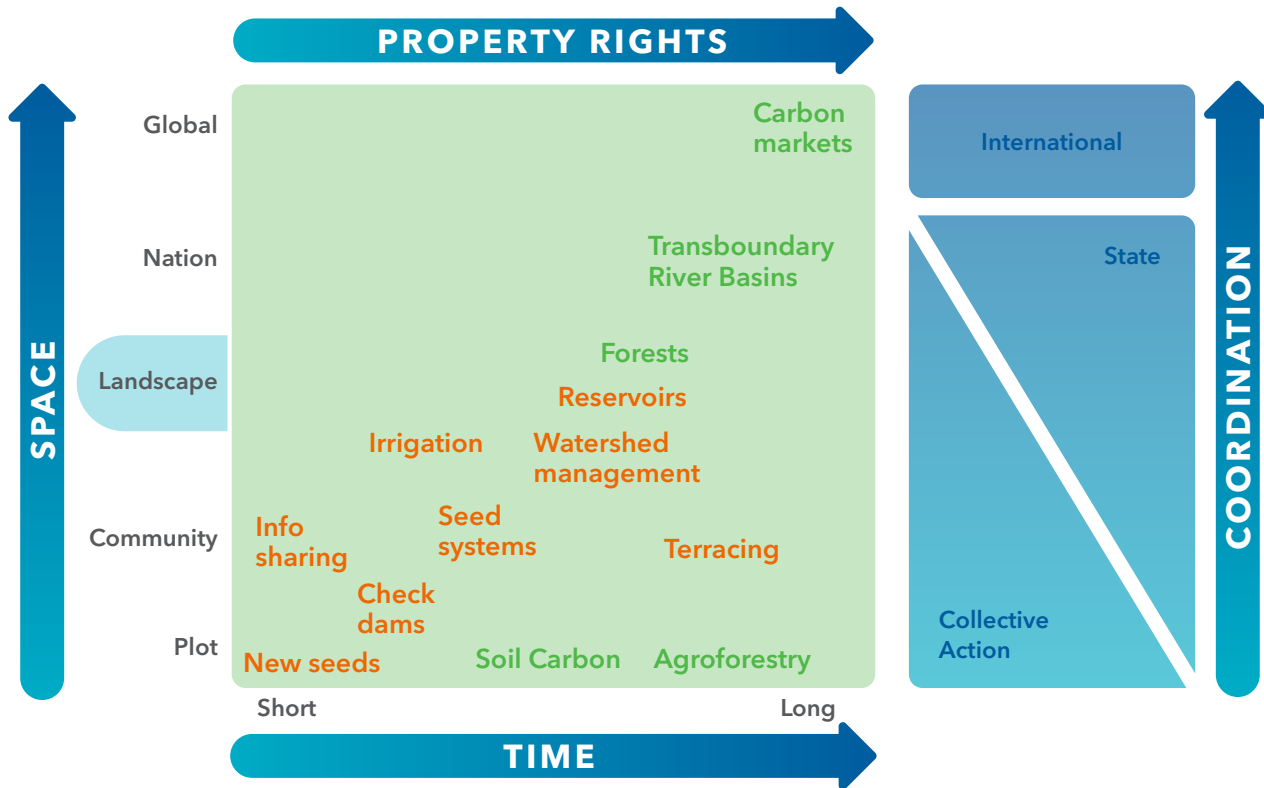 PROPERTY RIGHTS
SPACE
Global
Nation
Landscape
Community
Plot
Carbon
markets
Transboundary
River Basins
Forests
Reservoirs
Irrigation
Watershed
management
Info
sharing
Seed
systems
Terracing
Check
dams
New seeds
Soil Carbon
Agroforestry
Short
Long
TIME
International
State
Collective
Action
COORDINATION